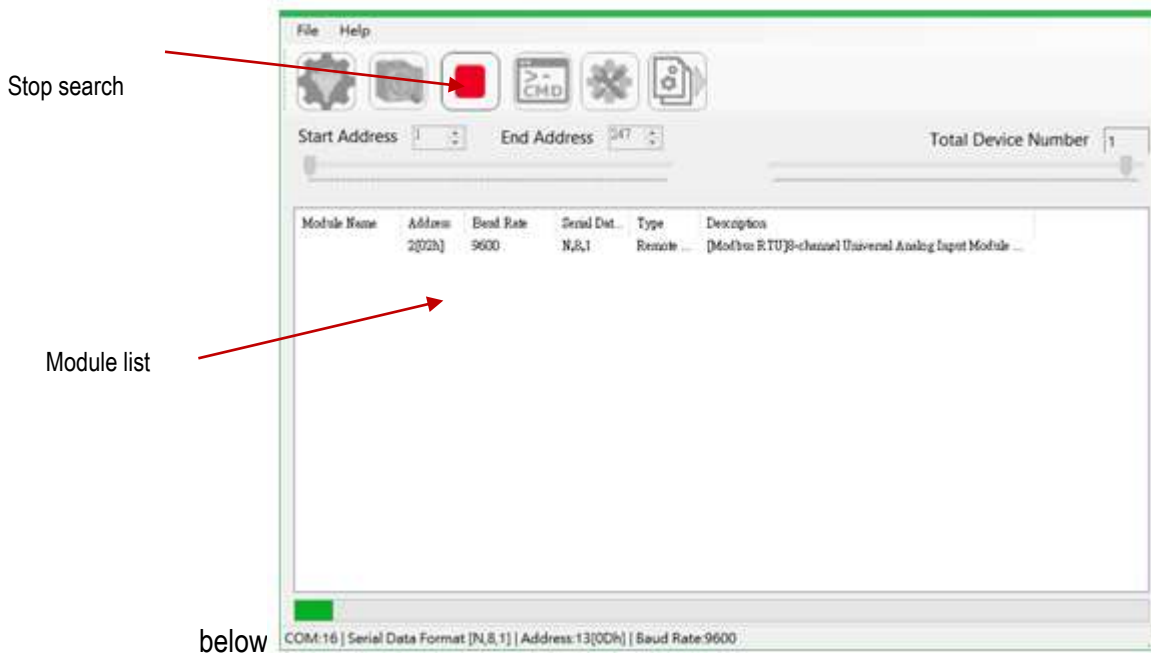 File Help
Stop search
>- CMD
Start Address 1 End Address 247 Total Device Number 1
Module Name Address Baud Rate Serial Dat... Type Description
2[02h] 9600 N,8,1 Remote ... [Modbus RTU]8-channel Universal Analog Input Module ...
Module list
below COM:16 | Serial Data Format [N,8,1] | Address:13[0Dh] | Baud Rate:9600